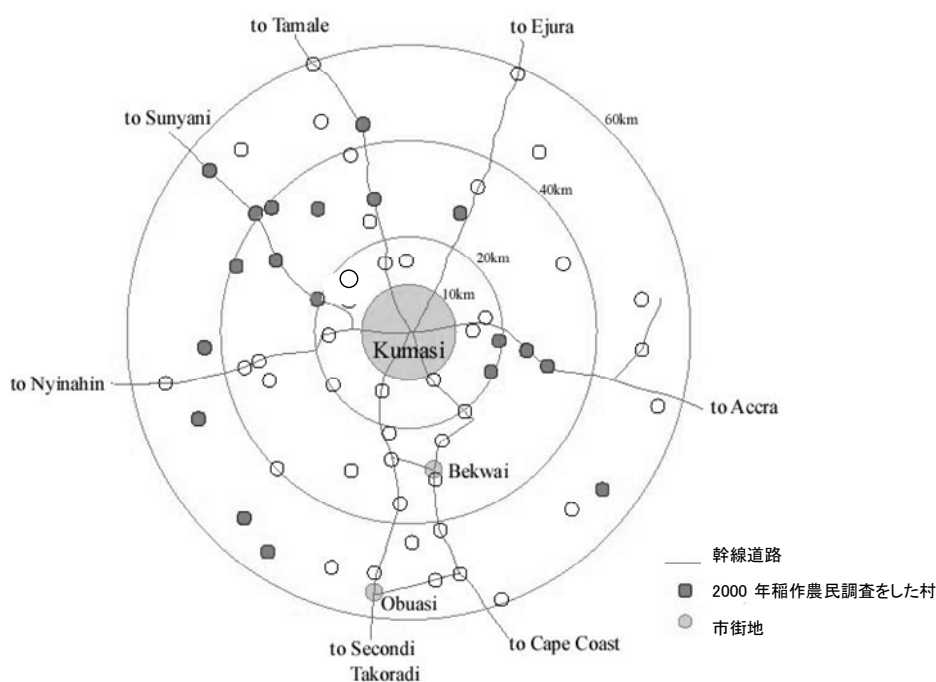 to Tamale
to Ejura
to Sunyani
60km
40km
20km
10km
Kumasi
to Nyinahin
to Accra
Bekwai
Obuasi
to Secondi
Takoradi
to Cape Coast
幹線道路
2000 年稲作農民調査をした村
市街地